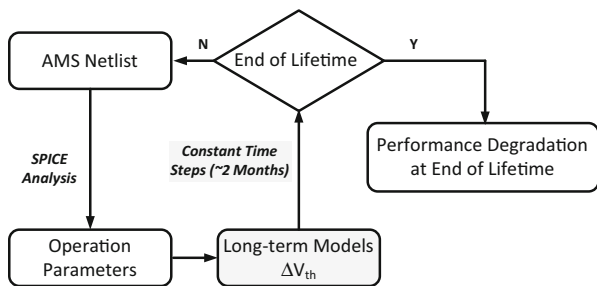 N
Y
AMS Netlist
End of Lifetime
SPICE
Analysis
Constant Time
Steps (~2 Months)
Performance Degradation
at End of Lifetime
Operation
Parameters
Long-term Models
ΔVth